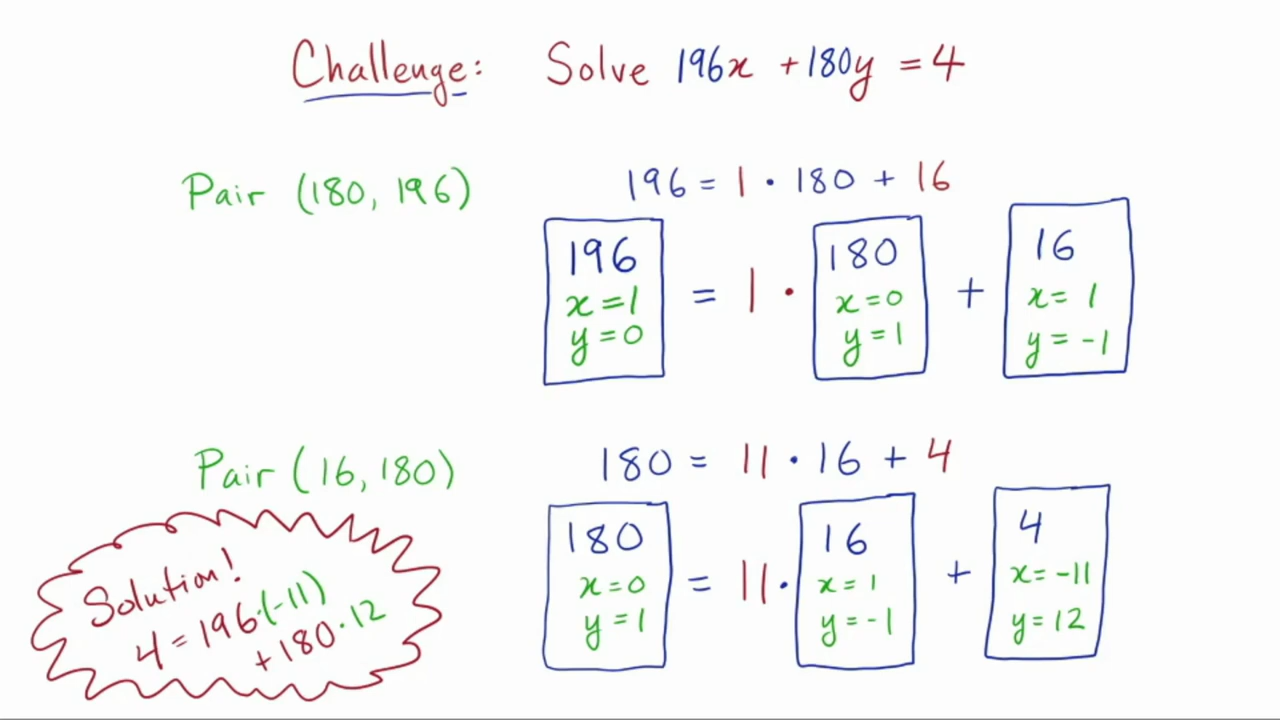 Challenge: Solve 196x + 180y = 4
Pair (180, 196)
196 = 1 · 180 + 16
196 = 1 · 180 + 16
x = 1 x = 0 x = 1
y = 0 y = 1 y = -1
Pair (16, 180)
180 = 11 · 16 + 4
180 = 11 · 16 + 4
x = 0 x = 1 x = -11
y = 1 y = -1 y = 12
Solution!
4 = 196 · (-11)
+ 180 · 12